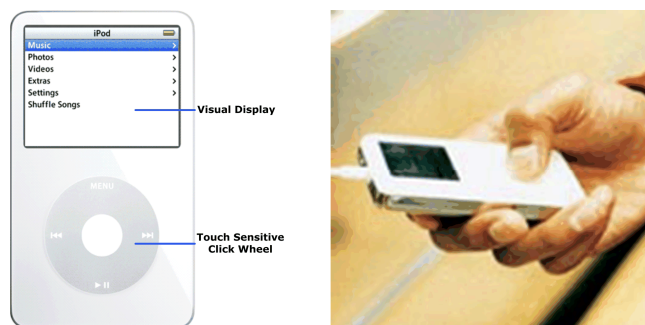 iPod
Music
Photos
Videos
Extras
Settings
Shuffle Songs
Visual Display
MENU
Touch Sensitive
Click Wheel